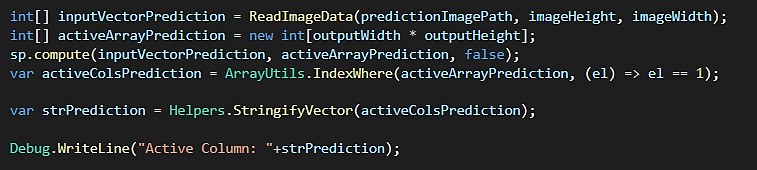 int[] inputVectorPrediction = ReadImageData(predictionImagePath, imageHeight, imageWidth);
int[] activeArrayPrediction = new int[outputWidth * outputHeight];
sp.compute(inputVectorPrediction, activeArrayPrediction, false);
var activeColsPrediction = ArrayUtils.IndexWhere(activeArrayPrediction, (el) => el == 1);
var strPrediction = Helpers.StringifyVector(activeColsPrediction);
Debug.WriteLine("Active Column: "+strPrediction);